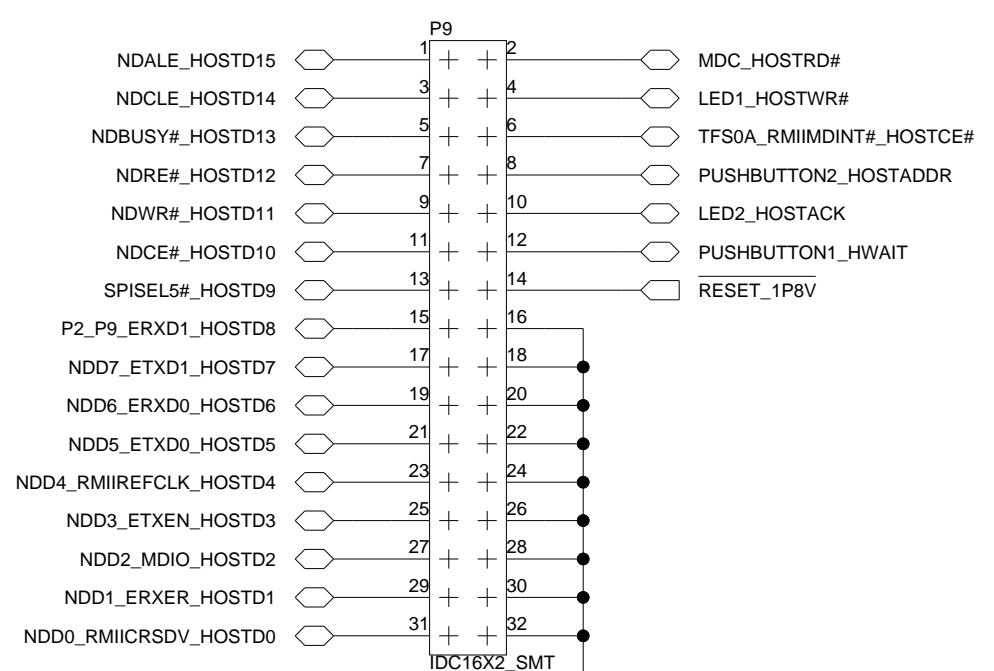 P9
NDALE_HOSTD15 1 2 MDC_HOSTRD#
NDCLE_HOSTD14 3 4 LED1_HOSTWR#
NDBUSY#_HOSTD13 5 6 TFS0A_RMIIMDINT#_HOSTCE#
NDRE#_HOSTD12 7 8 PUSHBUTTON2_HOSTADDR
NDWR#_HOSTD11 9 10 LED2_HOSTACK
NDCE#_HOSTD10 11 12 PUSHBUTTON1_HWAIT
SPISEL5#_HOSTD9 13 14 RESET_1P8V
P2_P9_ERXD1_HOSTD8 15 16
NDD7_ETXD1_HOSTD7 17 18
NDD6_ERXD0_HOSTD6 19 20
NDD5_ETXD0_HOSTD5 21 22
NDD4_RMIIREFCLK_HOSTD4 23 24
NDD3_ETXEN_HOSTD3 25 26
NDD2_MDIO_HOSTD2 27 28
NDD1_ERXER_HOSTD1 29 30
NDD0_RMIICRSDV_HOSTD0 31 32
IDC16X2_SMT